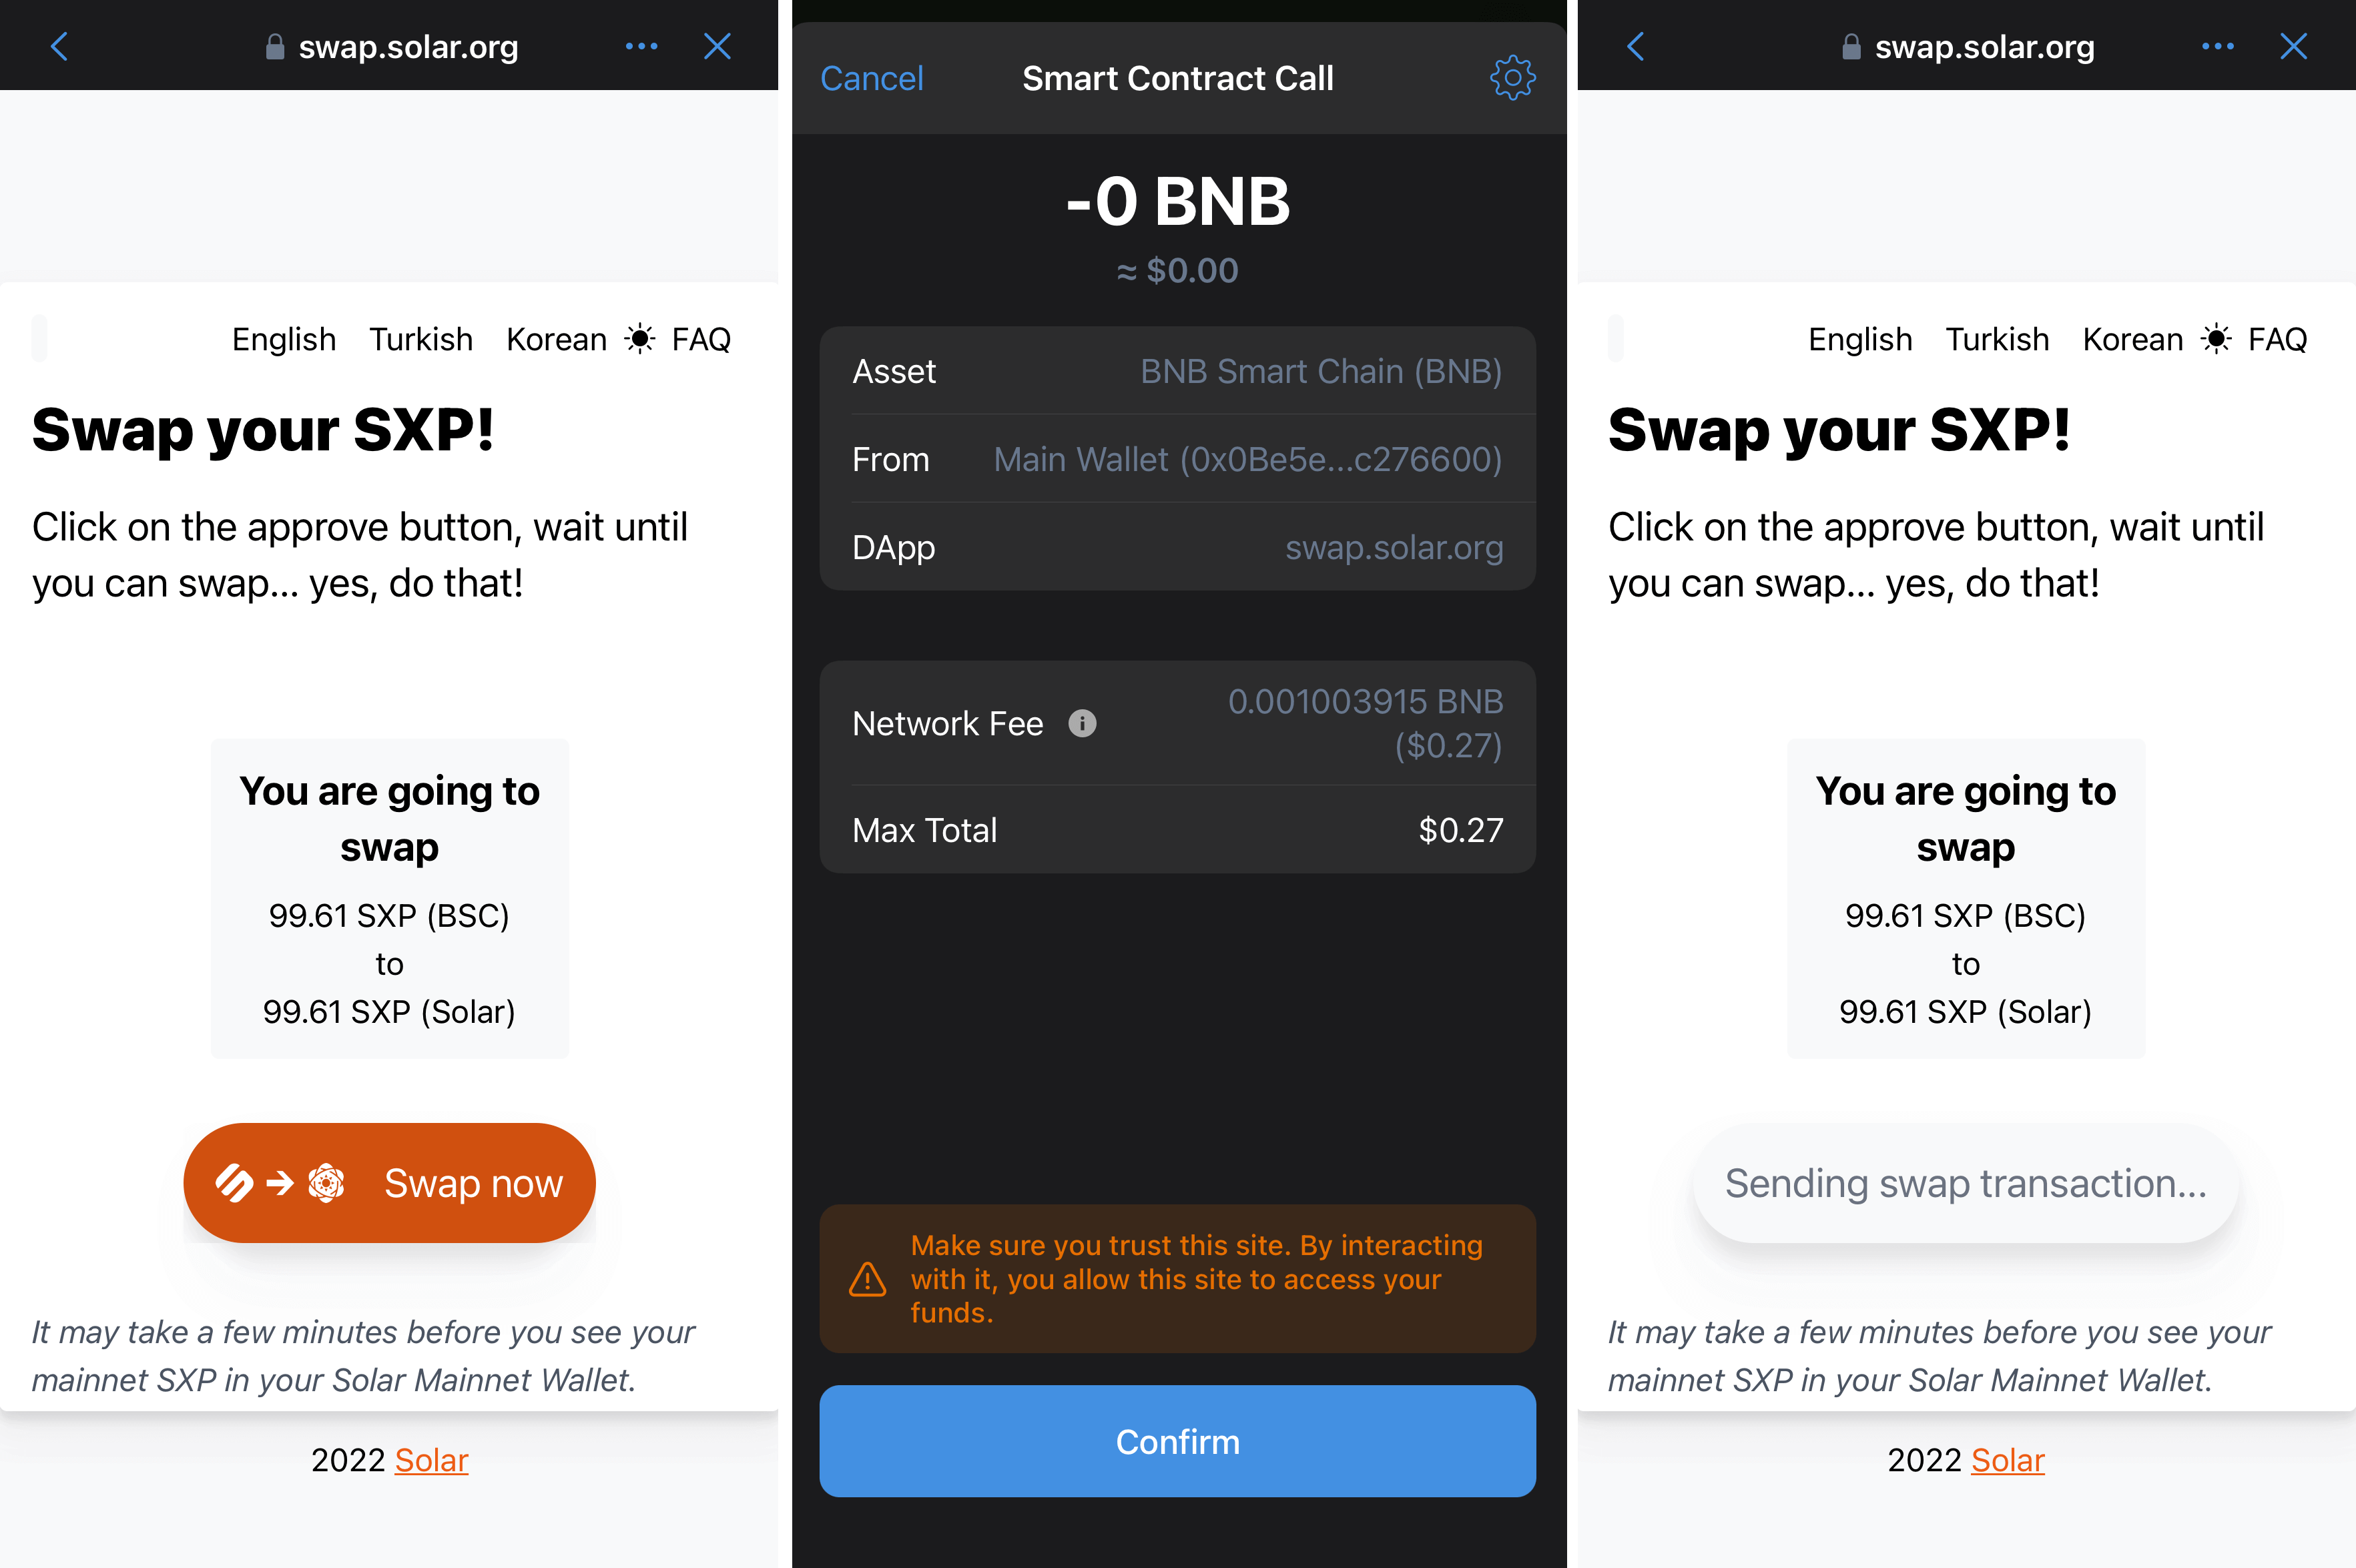 swap.solar.org
English Turkish Korean FAQ
Swap your SXP!
Click on the approve button, wait until
you can swap... yes, do that!
You are going to
swap
99.61 SXP (BSC)
to
99.61 SXP (Solar)
Swap now
It may take a few minutes before you see your
mainnet SXP in your Solar Mainnet Wallet.
2022 Solar
Cancel Smart Contract Call
-0 BNB
≈ $0.00
Asset BNB Smart Chain (BNB)
From Main Wallet (0x0Be5e...c276600)
DApp swap.solar.org
Network Fee 0.001003915 BNB
($0.27)
Max Total $0.27
Make sure you trust this site. By interacting
with it, you allow this site to access your
funds.
Confirm
swap.solar.org
English Turkish Korean FAQ
Swap your SXP!
Click on the approve button, wait until
you can swap... yes, do that!
You are going to
swap
99.61 SXP (BSC)
to
99.61 SXP (Solar)
Sending swap transaction...
It may take a few minutes before you see your
mainnet SXP in your Solar Mainnet Wallet.
2022 Solar